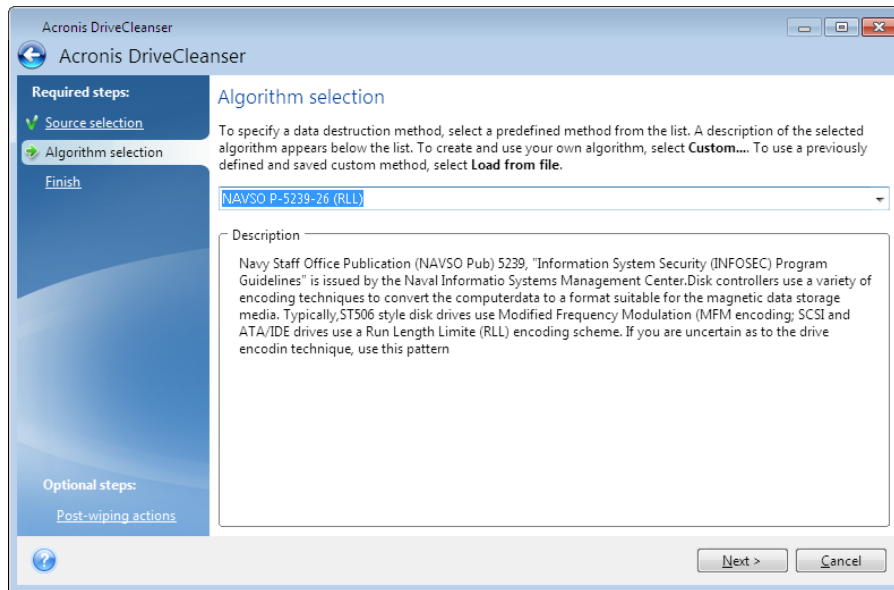 Acronis DriveCleanser
Acronis DriveCleanser
Required steps:
Source selection
Algorithm selection
Finish
Optional steps:
Post-wiping actions
Algorithm selection
To specify a data destruction method, select a predefined method from the list. A description of the selected
algorithm appears below the list. To create and use your own algorithm, select Custom.... To use a previously
defined and saved custom method, select Load from file.
NAVSO P-5239-26 (RLL)
Description
Navy Staff Office Publication (NAVSO Pub) 5239, "Information System Security (INFOSEC) Program
Guidelines" is issued by the Naval Informatio Systems Management Center.Disk controllers use a variety of
encoding techniques to convert the computerdata to a format suitable for the magnetic data storage
media. Typically,ST506 style disk drives use Modified Frequency Modulation (MFM encoding; SCSI and
ATA/IDE drives use a Run Length Limite (RLL) encoding scheme. If you are uncertain as to the drive
encodin technique, use this pattern
?
Next >
Cancel